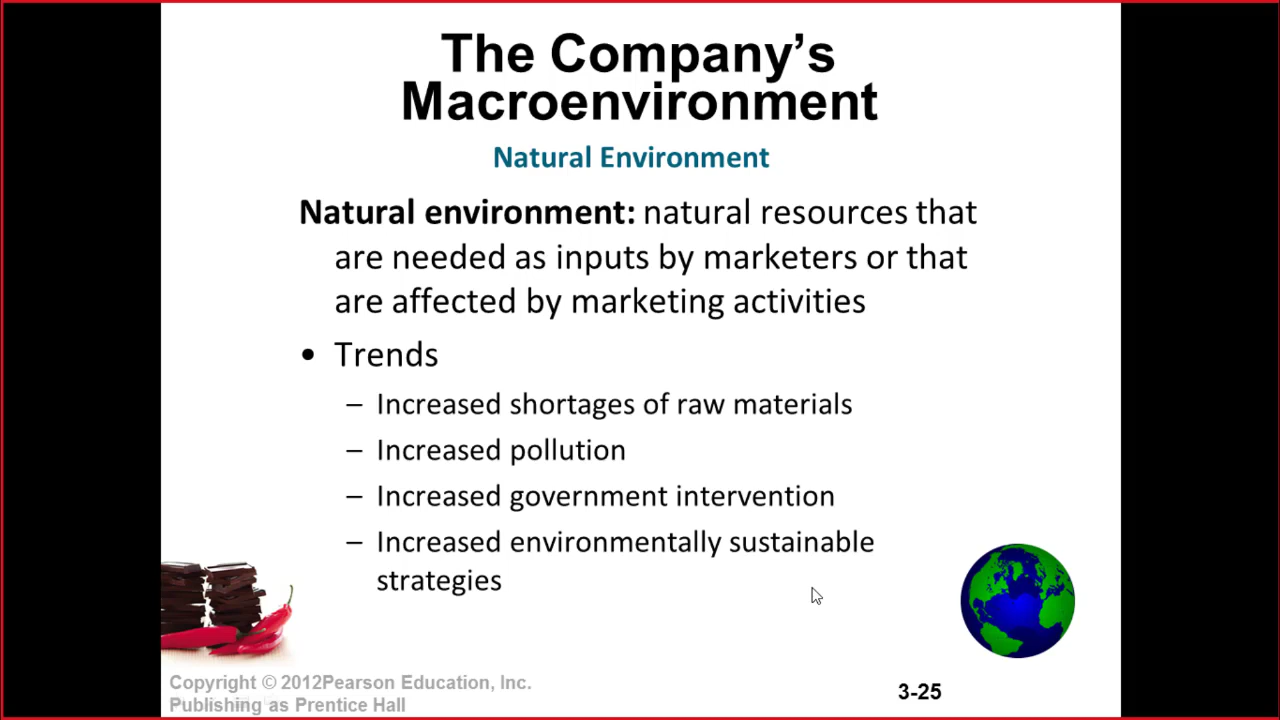 The Company’s
Macroenvironment
Natural Environment
Natural environment: natural resources that
are needed as inputs by marketers or that
are affected by marketing activities
• Trends
– Increased shortages of raw materials
– Increased pollution
– Increased government intervention
– Increased environmentally sustainable
strategies
Copyright © 2012Pearson Education, Inc.
Publishing as Prentice Hall
3-25